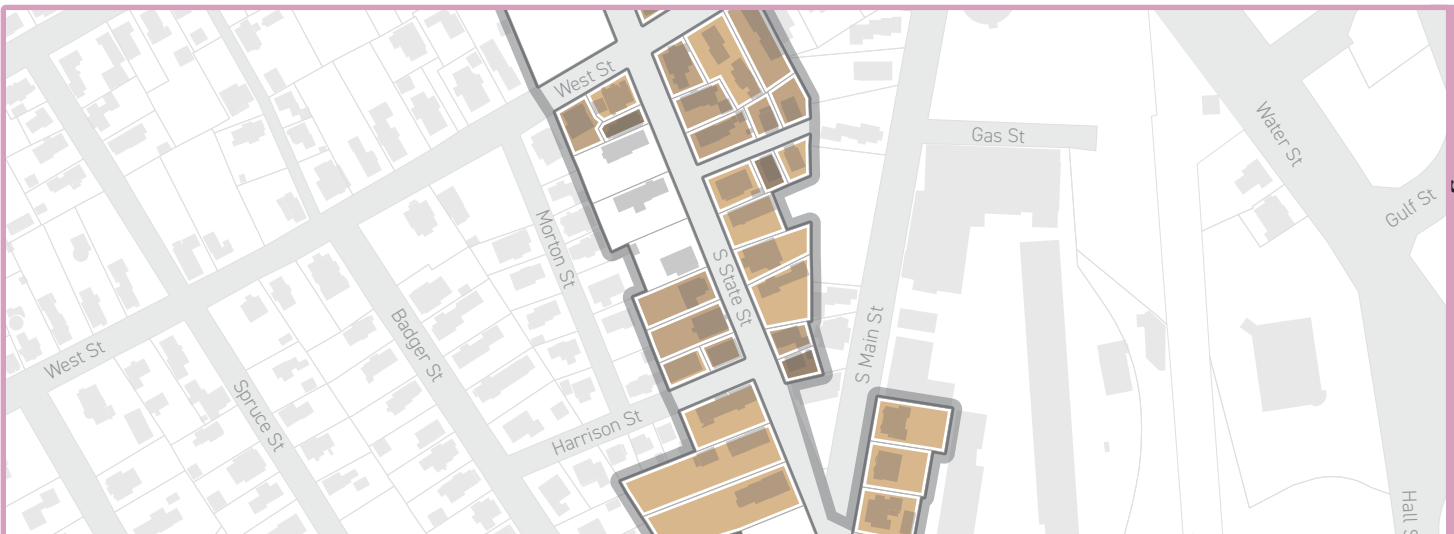 West St
Gas St
Water St
Gulf St
Morton St
S State St
S Main St
Badger St
West St
Spruce St
Harrison St
Hall S